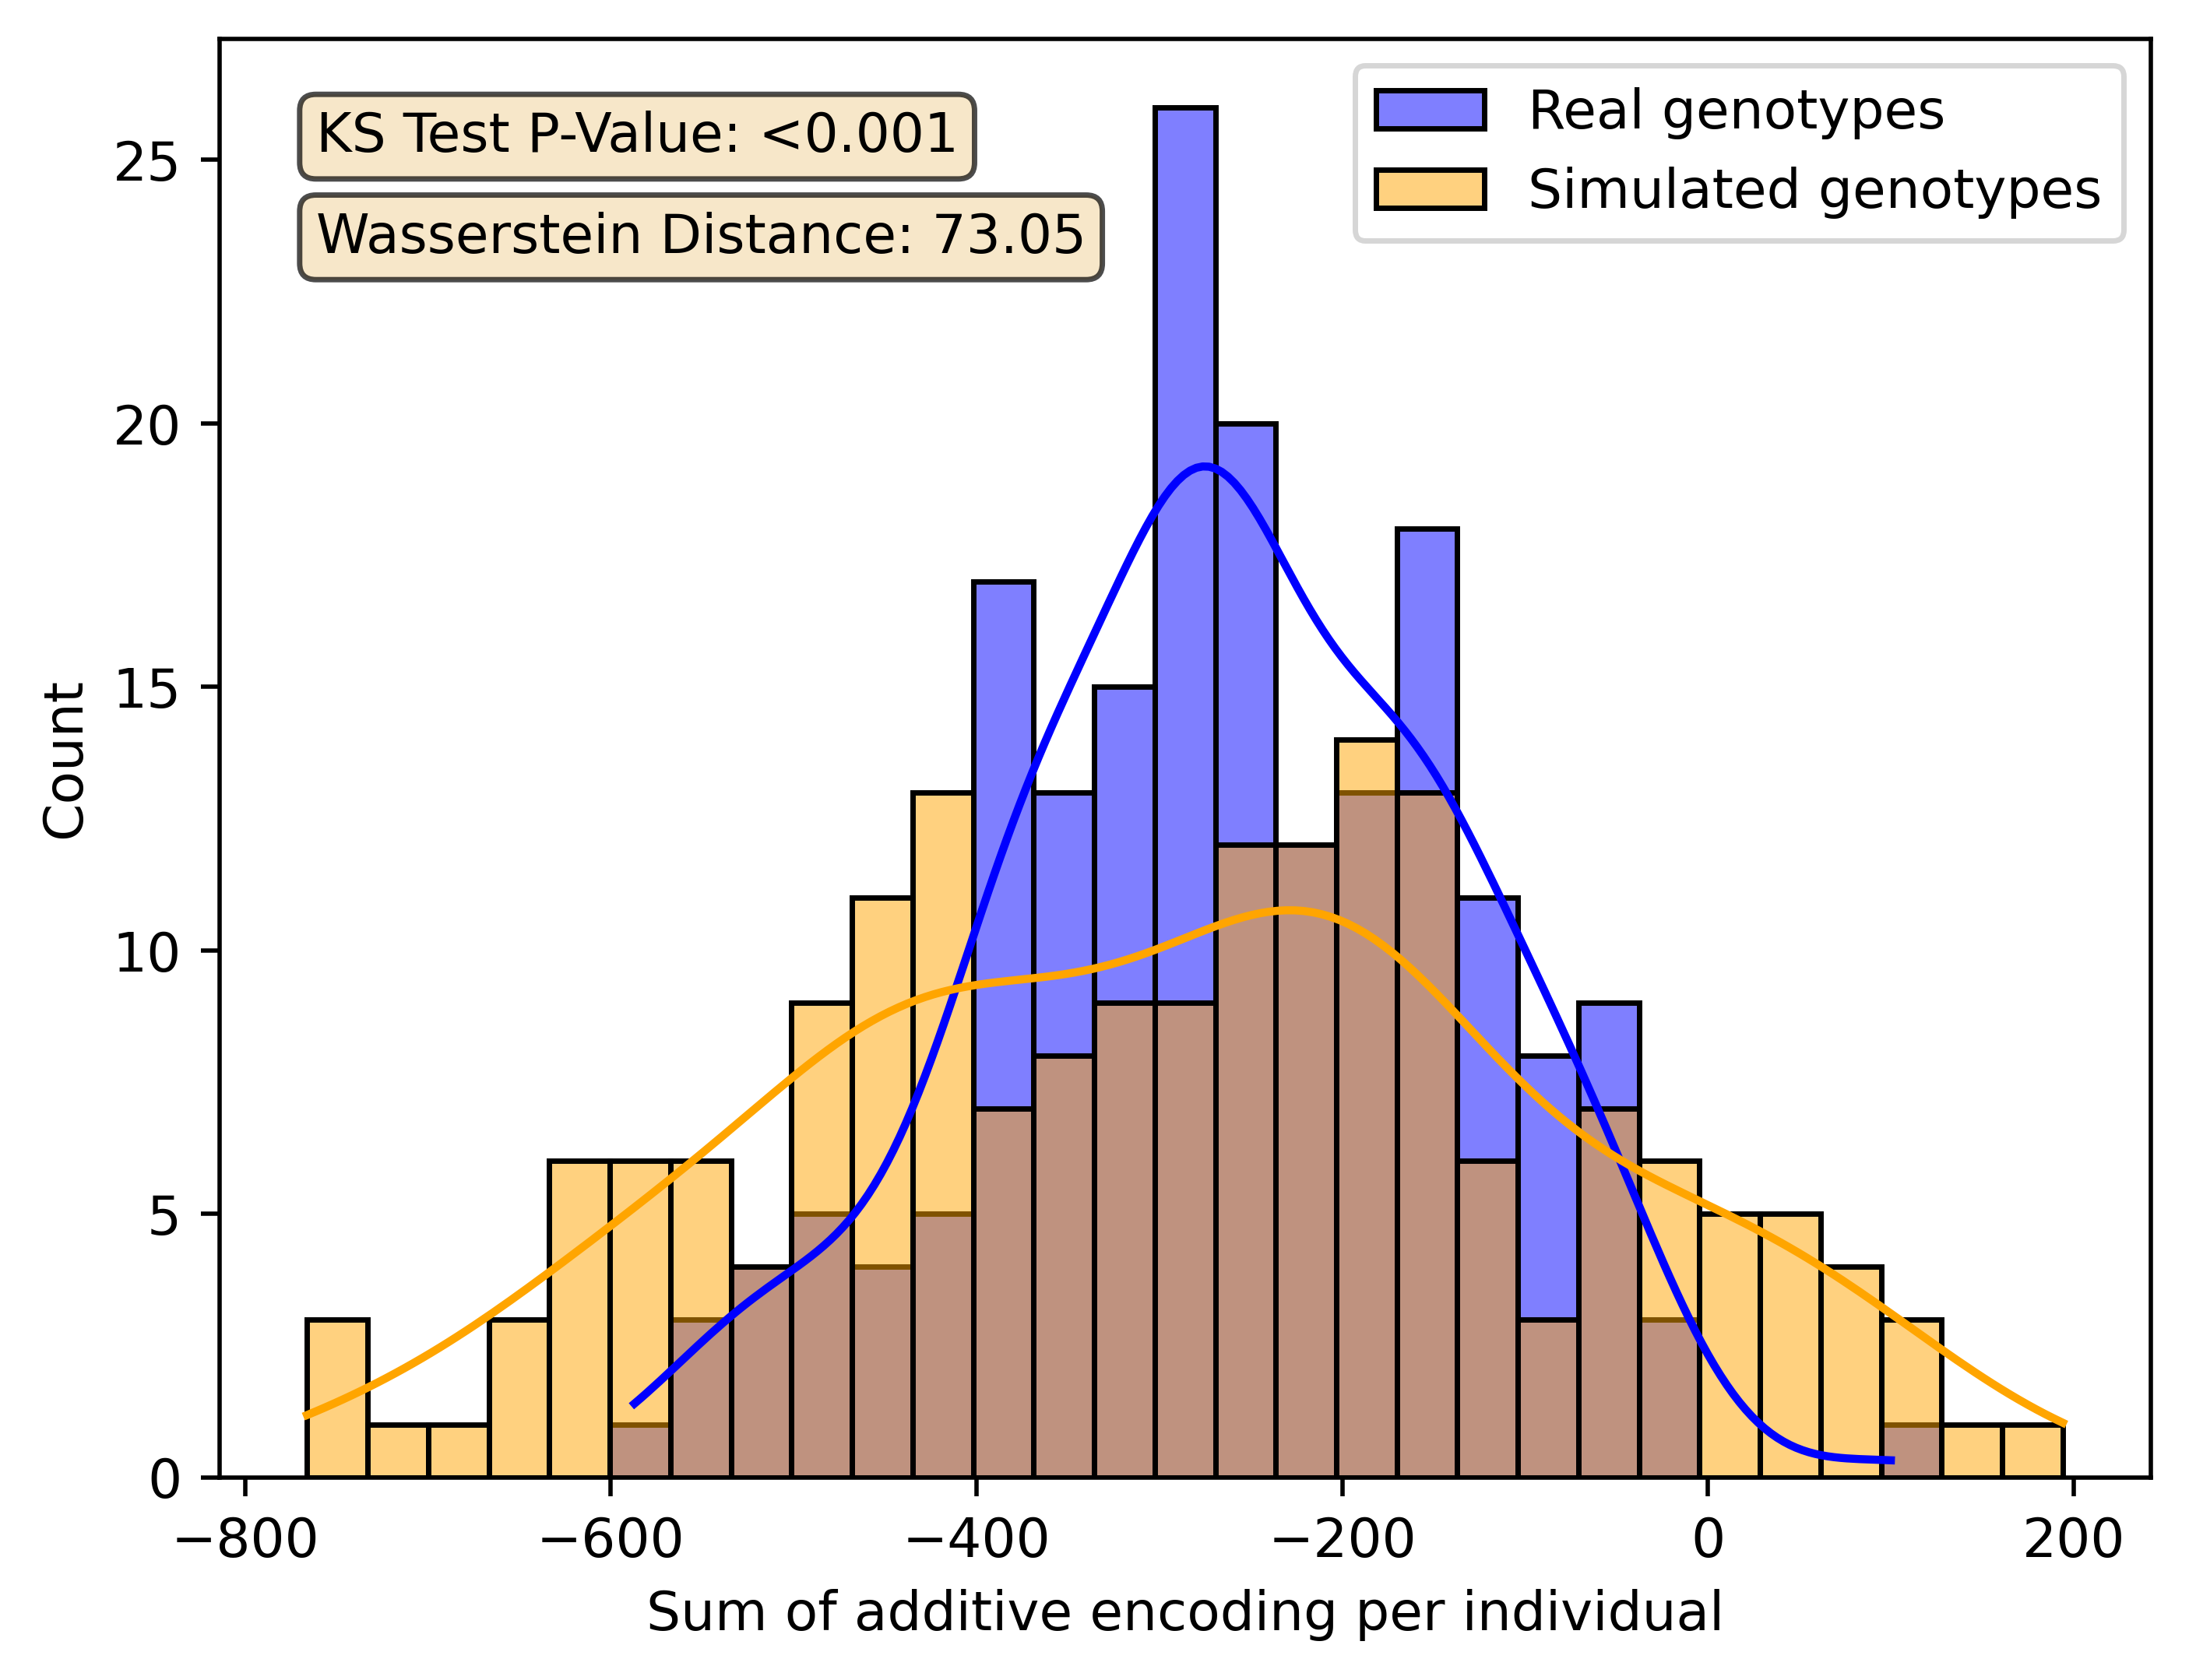 KS Test P-Value: <0.001
Wasserstein Distance: 73.05
Real genotypes
Simulated genotypes
25
20
15
10
5
0
Count
−800
−600
−400
−200
0
200
Sum of additive encoding per individual